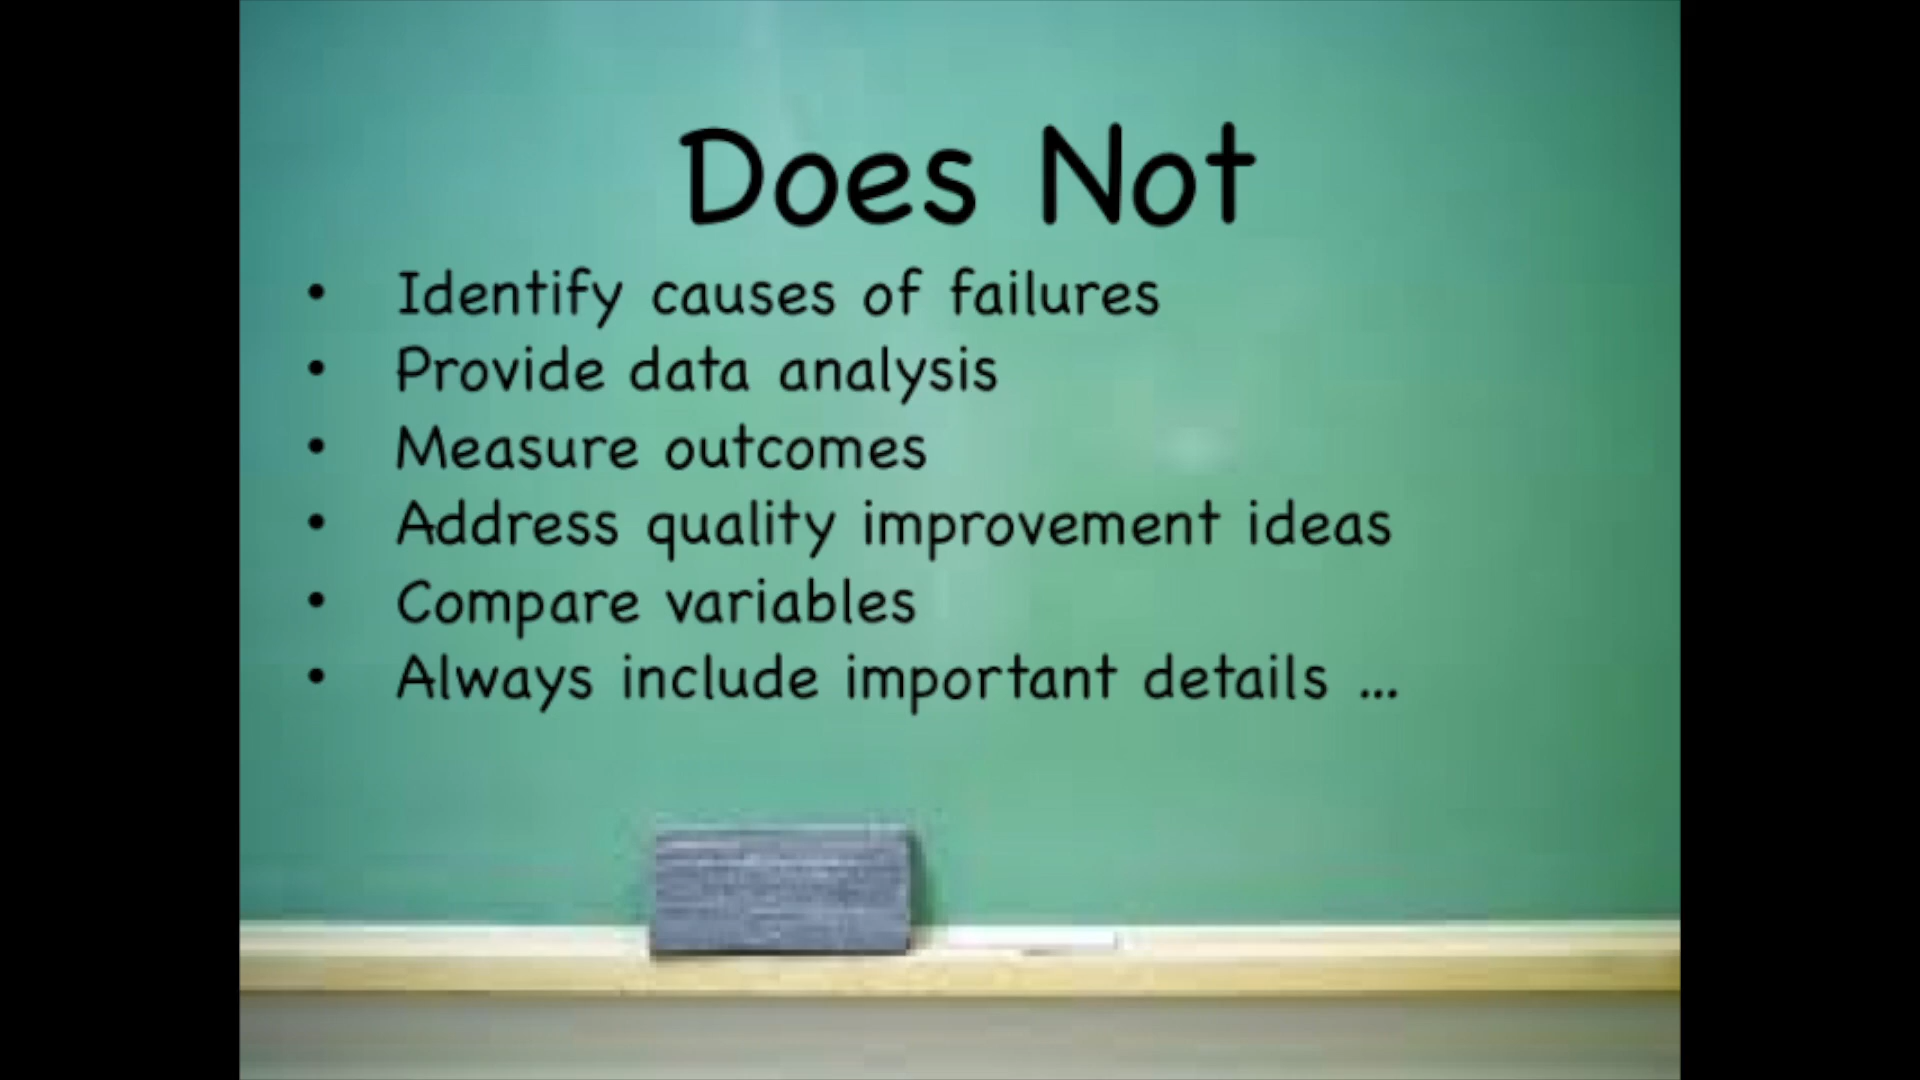 Does Not
• Identify causes of failures
• Provide data analysis
• Measure outcomes
• Address quality improvement ideas
• Compare variables
• Always include important details ...